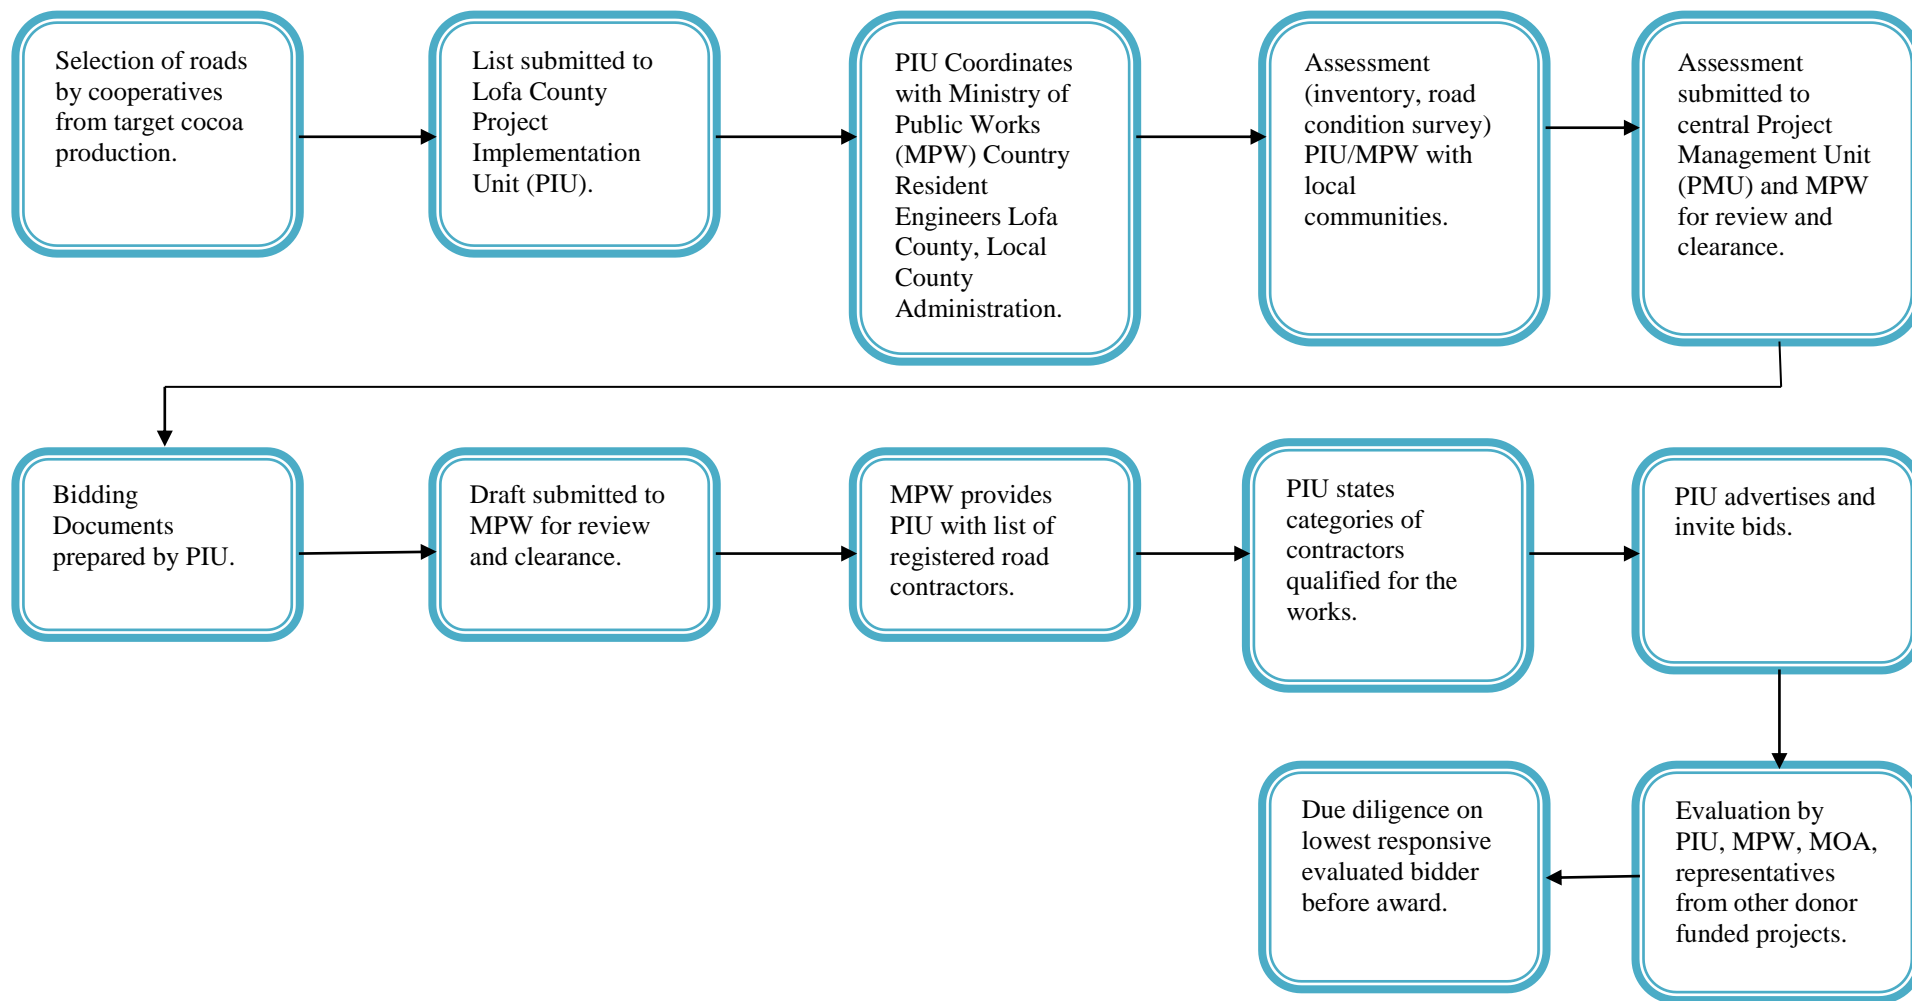 Selection of roads
by cooperatives
from target cocoa
production.
List submitted to
Lofa County
Project
Implementation
Unit (PIU).
PIU Coordinates
with Ministry of
Public Works
(MPW) Country
Resident
Engineers Lofa
County, Local
County
Administration.
Assessment
(inventory, road
condition survey)
PIU/MPW with
local
communities.
Assessment
submitted to
central Project
Management Unit
(PMU) and MPW
for review and
clearance.
Bidding
Documents
prepared by PIU.
Draft submitted to
MPW for review
and clearance.
MPW provides
PIU with list of
registered road
contractors.
PIU states
categories of
contractors
qualified for the
works.
PIU advertises and
invite bids.
Evaluation by
PIU, MPW, MOA,
representatives
from other donor
funded projects.
Due diligence on
lowest responsive
evaluated bidder
before award.